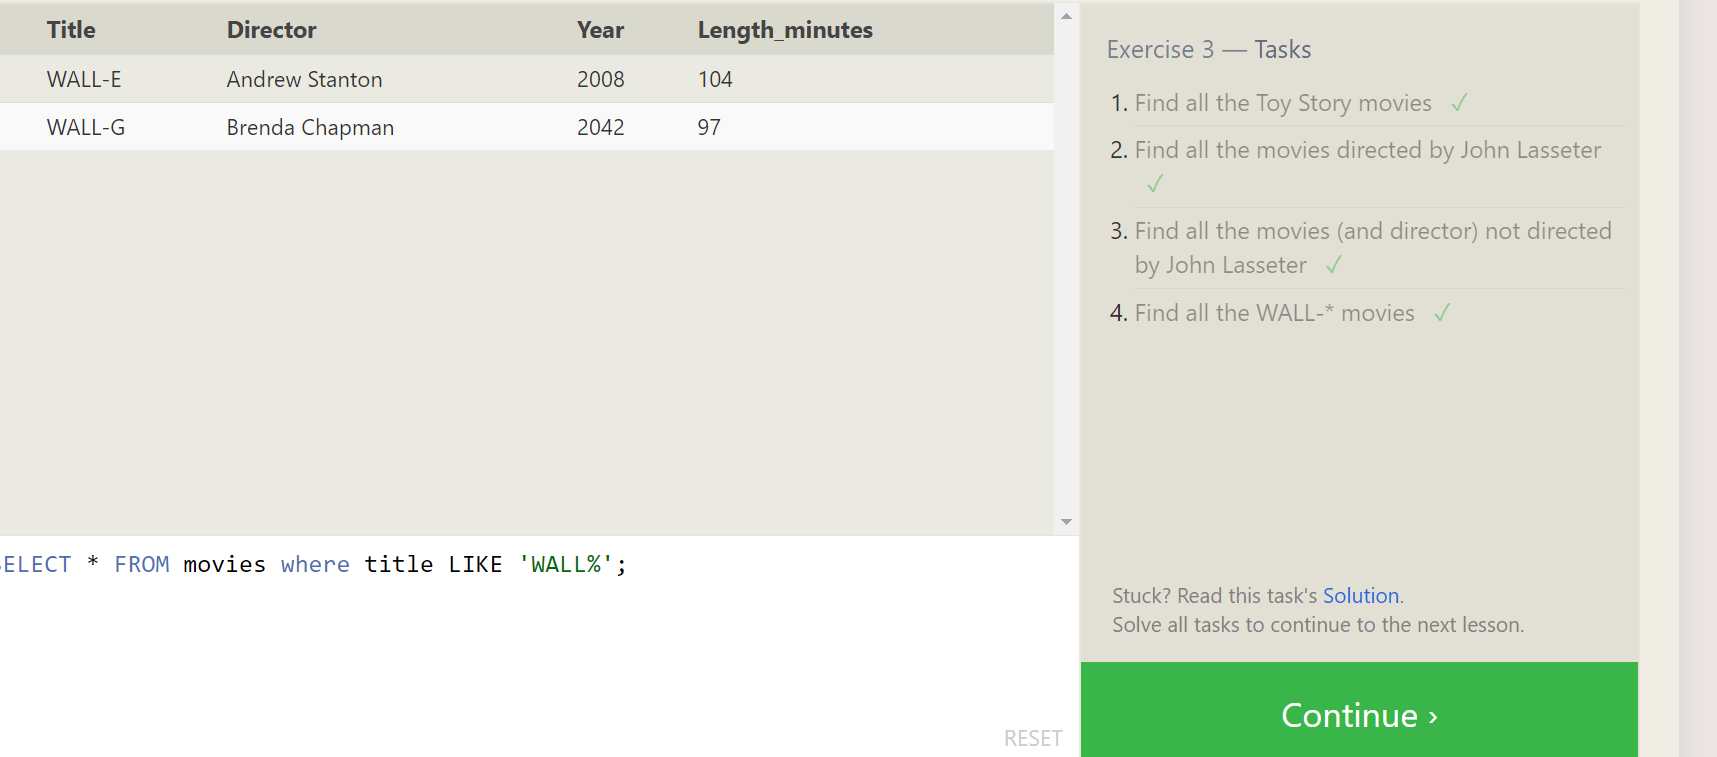 Title Director Year Length_minutes
WALL-E Andrew Stanton 2008 104
WALL-G Brenda Chapman 2042 97
ELECT * FROM movies where title LIKE 'WALL%';
RESET
Exercise 3 — Tasks
1. Find all the Toy Story movies ✓
2. Find all the movies directed by John Lasseter
✓
3. Find all the movies (and director) not directed
by John Lasseter ✓
4. Find all the WALL-* movies ✓
Stuck? Read this task's Solution.
Solve all tasks to continue to the next lesson.
Continue ›